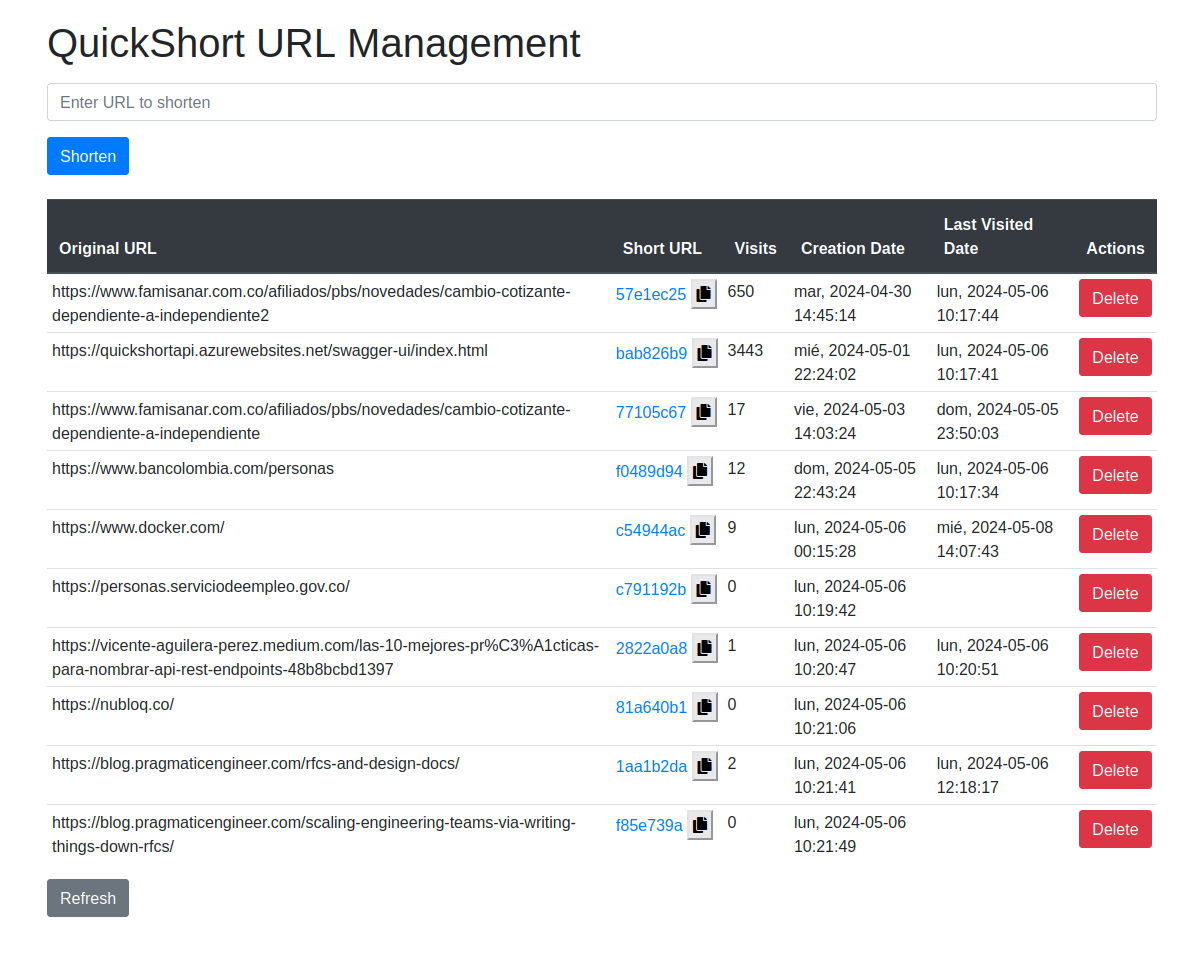 QuickShort URL Management
Enter URL to shorten
Shorten
Original URL Short URL Visits Creation Date Last Visited Date Actions
https://www.famisanar.com.co/afiliados/pbs/novedades/cambio-cotizante- 57e1ec25 650 mar, 2024-04-30 lun, 2024-05-06 Delete
dependiente-a-independiente2 14:45:14 10:17:44
https://quickshortapi.azurewebsites.net/swagger-ui/index.html bab826b9 3443 mié, 2024-05-01 lun, 2024-05-06 Delete
22:24:02 10:17:41
https://www.famisanar.com.co/afiliados/pbs/novedades/cambio-cotizante- 77105c67 17 vie, 2024-05-03 dom, 2024-05-05 Delete
dependiente-a-independiente 14:03:24 23:50:03
https://www.bancolombia.com/personas f0489d94 12 dom, 2024-05-05 lun, 2024-05-06 Delete
22:43:24 10:17:34
https://www.docker.com/ c54944ac 9 lun, 2024-05-06 mié, 2024-05-08 Delete
00:15:28 14:07:43
https://personas.serviciodeempleo.gov.co/ c791192b 0 lun, 2024-05-06 Delete
10:19:42
https://vicente-aguilera-perez.medium.com/las-10-mejores-pr%C3%A1cticas- 2822a0a8 1 lun, 2024-05-06 lun, 2024-05-06 Delete
para-nombrar-api-rest-endpoints-48b8bcbd1397 10:20:47 10:20:51
https://nubloq.co/ 81a640b1 0 lun, 2024-05-06 Delete
10:21:06
https://blog.pragmaticengineer.com/rfcs-and-design-docs/ 1aa1b2da 2 lun, 2024-05-06 lun, 2024-05-06 Delete
10:21:41 12:18:17
https://blog.pragmaticengineer.com/scaling-engineering-teams-via-writing- f85e739a 0 lun, 2024-05-06 Delete
things-down-rfcs/ 10:21:49
Refresh